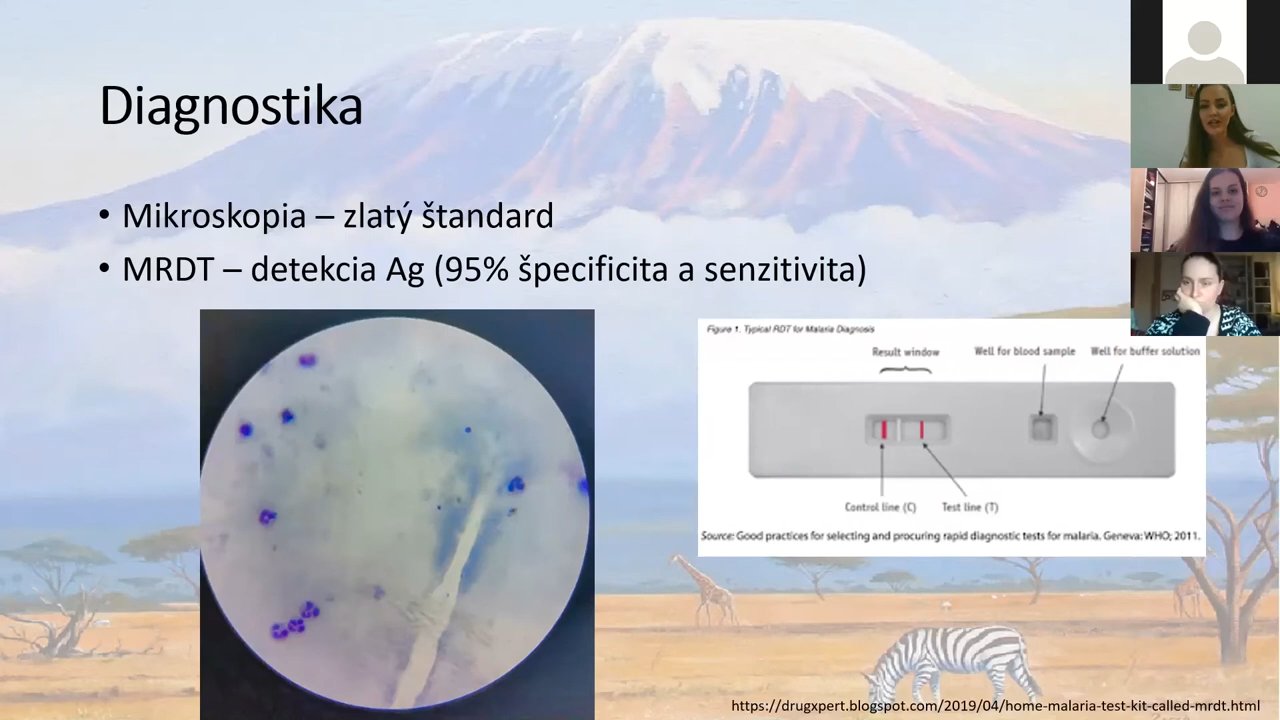 Diagnostika
• Mikroskopia – zlatý štandard
• MRDT – detekcia Ag (95% špecificita a senzitivita)
Figure 1. Typical RDT for Malaria Diagnosis
Result window
Well for blood sample
Well for buffer solution
Control line (C)
Test line (T)
Source: Good practices for selecting and procuring rapid diagnostic tests for malaria. Geneva: WHO; 2011.
https://drugxpert.blogspot.com/2019/04/home-malaria-test-kit-called-mrdt.html